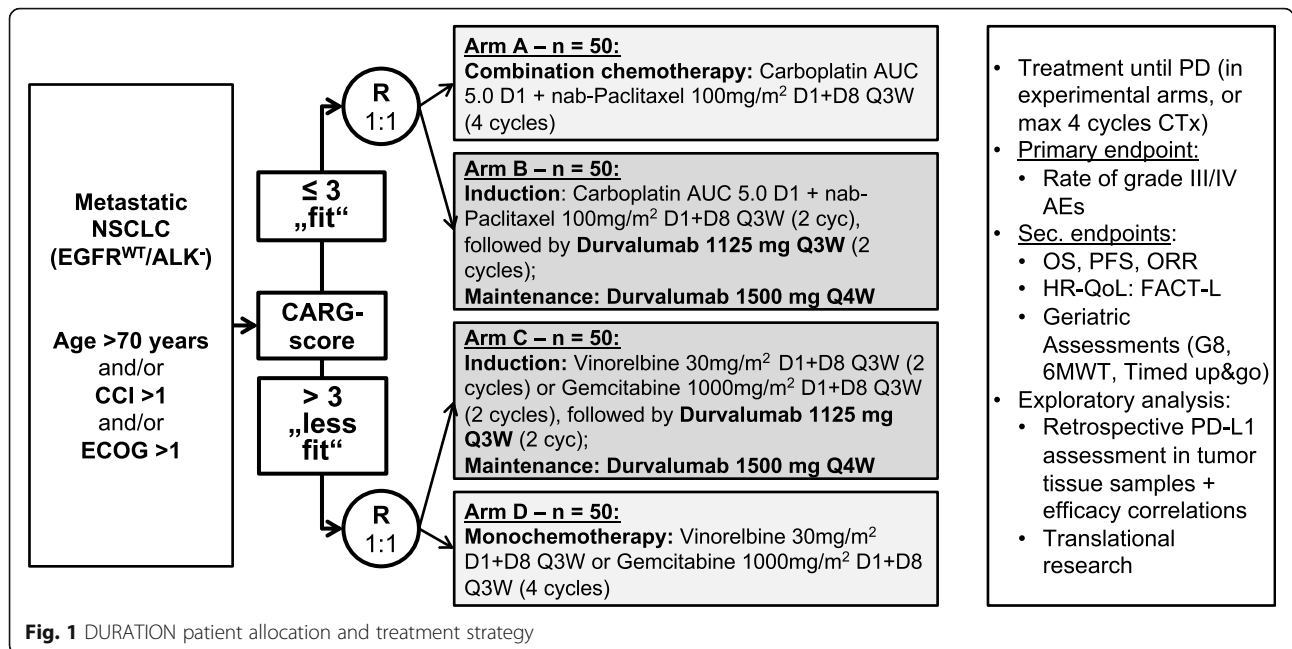 Metastatic
NSCLC
(EGFRᵂᵀ/ALK⁻)
Age >70 years
and/or
CCI >1
and/or
ECOG >1
CARG-
score
≤ 3
„fit“
> 3
„less
fit“
R
1:1
R
1:1
Arm A – n = 50:
Combination chemotherapy: Carboplatin AUC
5.0 D1 + nab-Paclitaxel 100mg/m² D1+D8 Q3W
(4 cycles)
Arm B – n = 50:
Induction: Carboplatin AUC 5.0 D1 + nab-
Paclitaxel 100mg/m² D1+D8 Q3W (2 cyc),
followed by Durvalumab 1125 mg Q3W (2
cycles);
Maintenance: Durvalumab 1500 mg Q4W
Arm C – n = 50:
Induction: Vinorelbine 30mg/m² D1+D8 Q3W (2
cycles) or Gemcitabine 1000mg/m² D1+D8 Q3W
(2 cycles), followed by Durvalumab 1125 mg
Q3W (2 cyc);
Maintenance: Durvalumab 1500 mg Q4W
Arm D – n = 50:
Monochemotherapy: Vinorelbine 30mg/m²
D1+D8 Q3W or Gemcitabine 1000mg/m² D1+D8
Q3W (4 cycles)
• Treatment until PD (in
experimental arms, or
max 4 cycles CTx)
• Primary endpoint:
• Rate of grade III/IV
AEs
• Sec. endpoints:
• OS, PFS, ORR
• HR-QoL: FACT-L
• Geriatric
Assessments (G8,
6MWT, Timed up&go)
• Exploratory analysis:
• Retrospective PD-L1
assessment in tumor
tissue samples +
efficacy correlations
• Translational
research
Fig. 1 DURATION patient allocation and treatment strategy